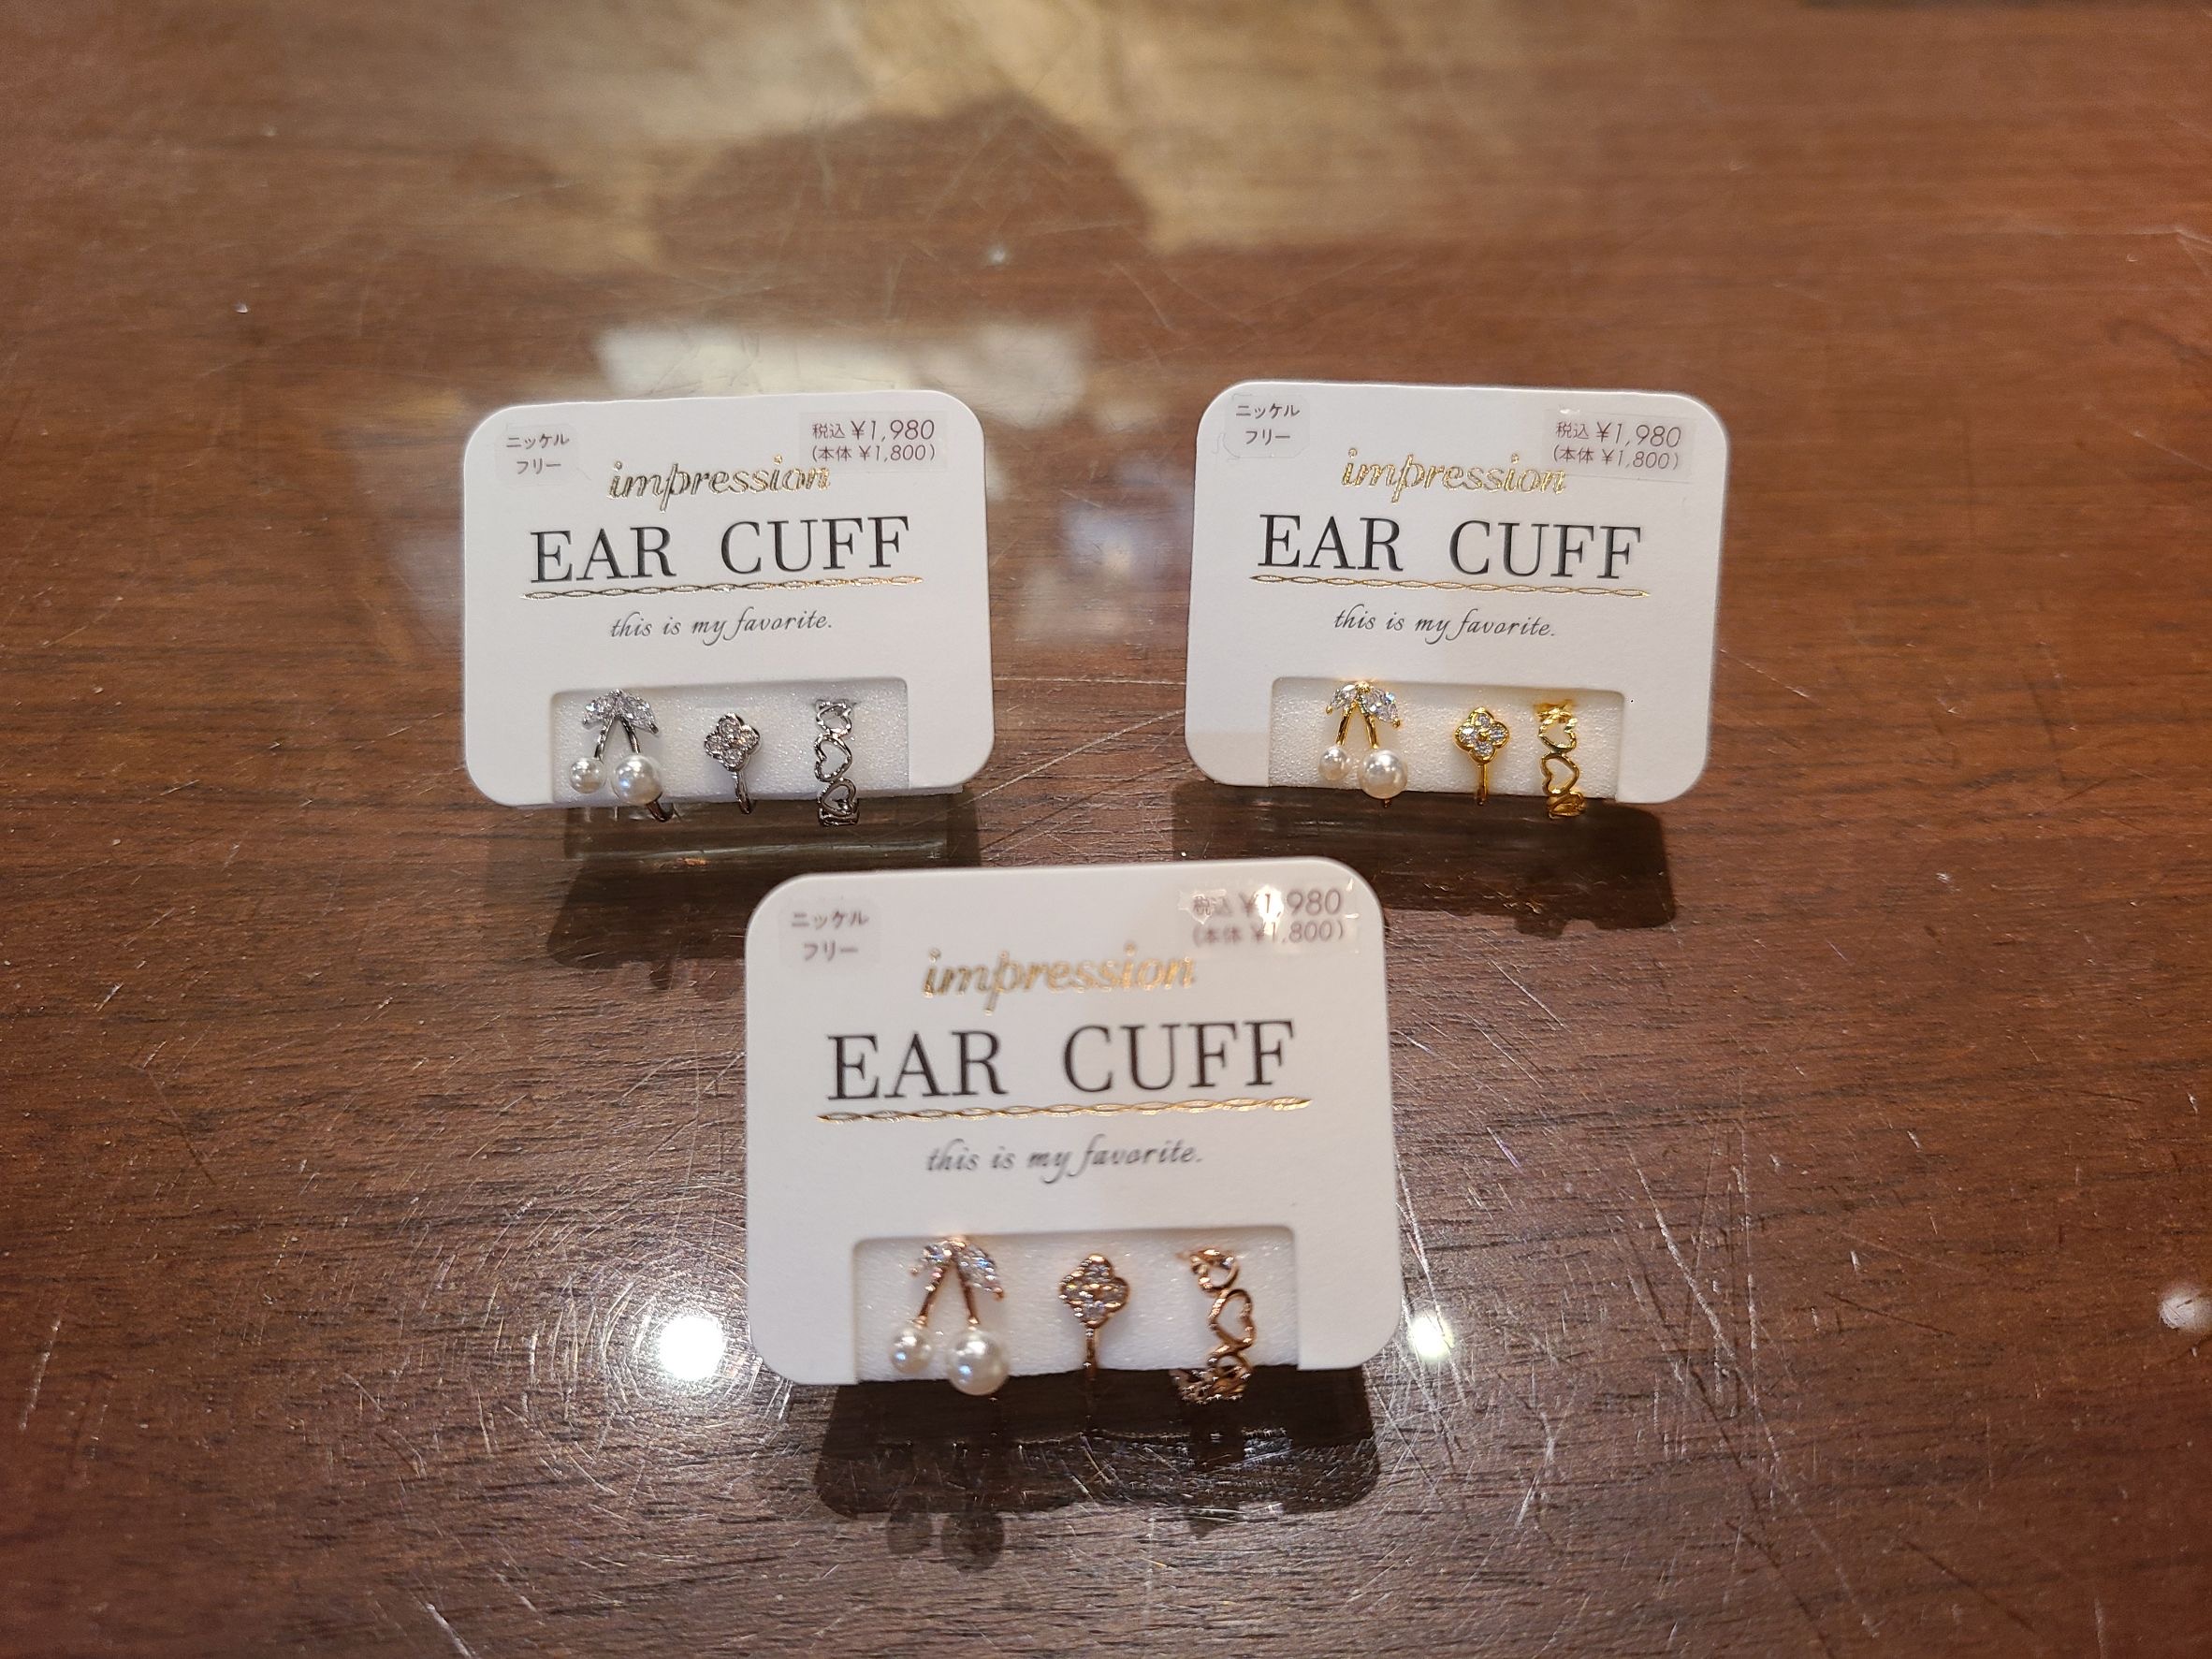 ニッケル
フリー
税込 ¥1,980
(本体 ¥1,800)
impression
EAR CUFF
this is my favorite.
ニッケル
フリー
税込 ¥1,980
(本体 ¥1,800)
impression
EAR CUFF
this is my favorite.
ニッケル
フリー
税込 ¥1,980
(本体 ¥1,800)
impression
EAR CUFF
this is my favorite.